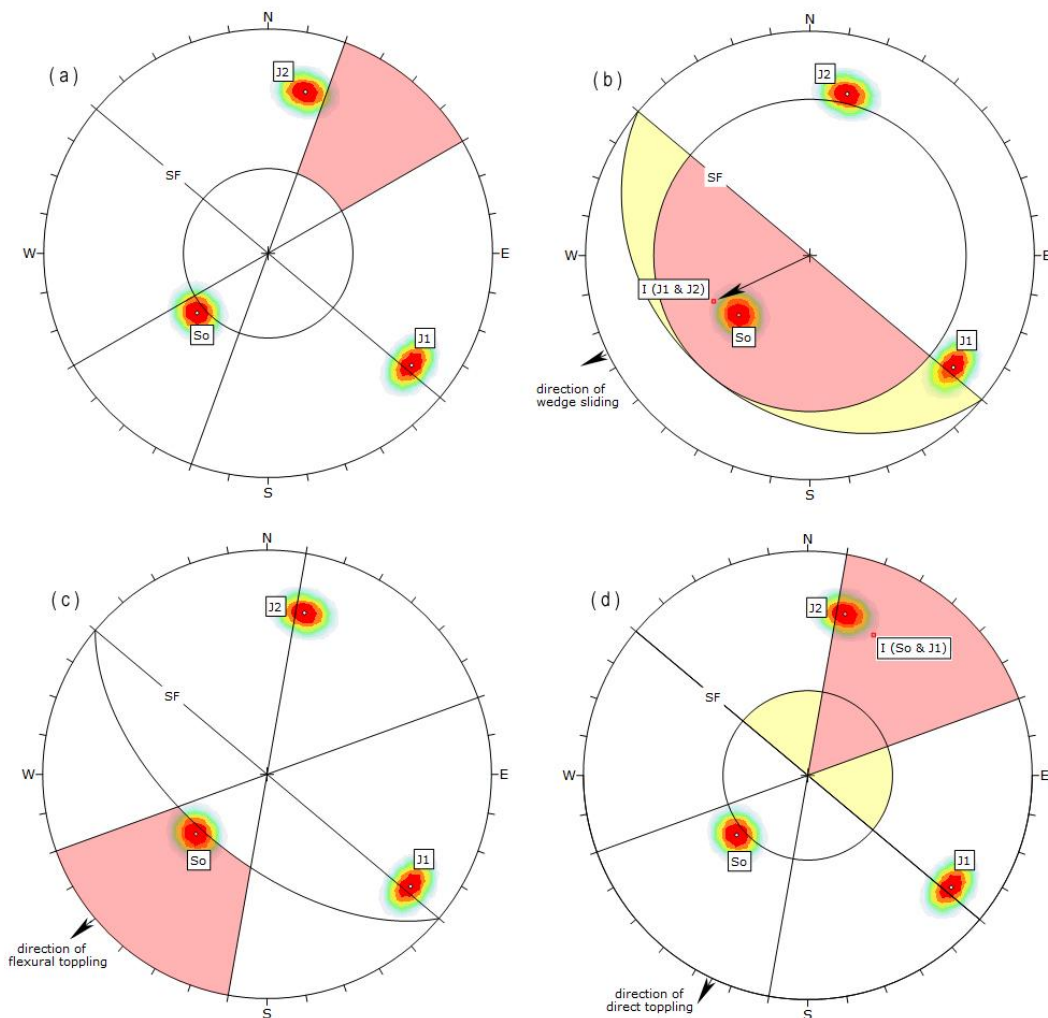 N
(a)
J2
SF
W
E
So
J1
S
N
(b)
J2
SF
W
E
I (J1 & J2)
So
J1
direction of
wedge sliding
S
N
(c)
J2
SF
W
E
So
J1
direction of
flexural toppling
S
N
(d)
J2
I (So & J1)
SF
W
E
So
J1
direction of
direct toppling
S